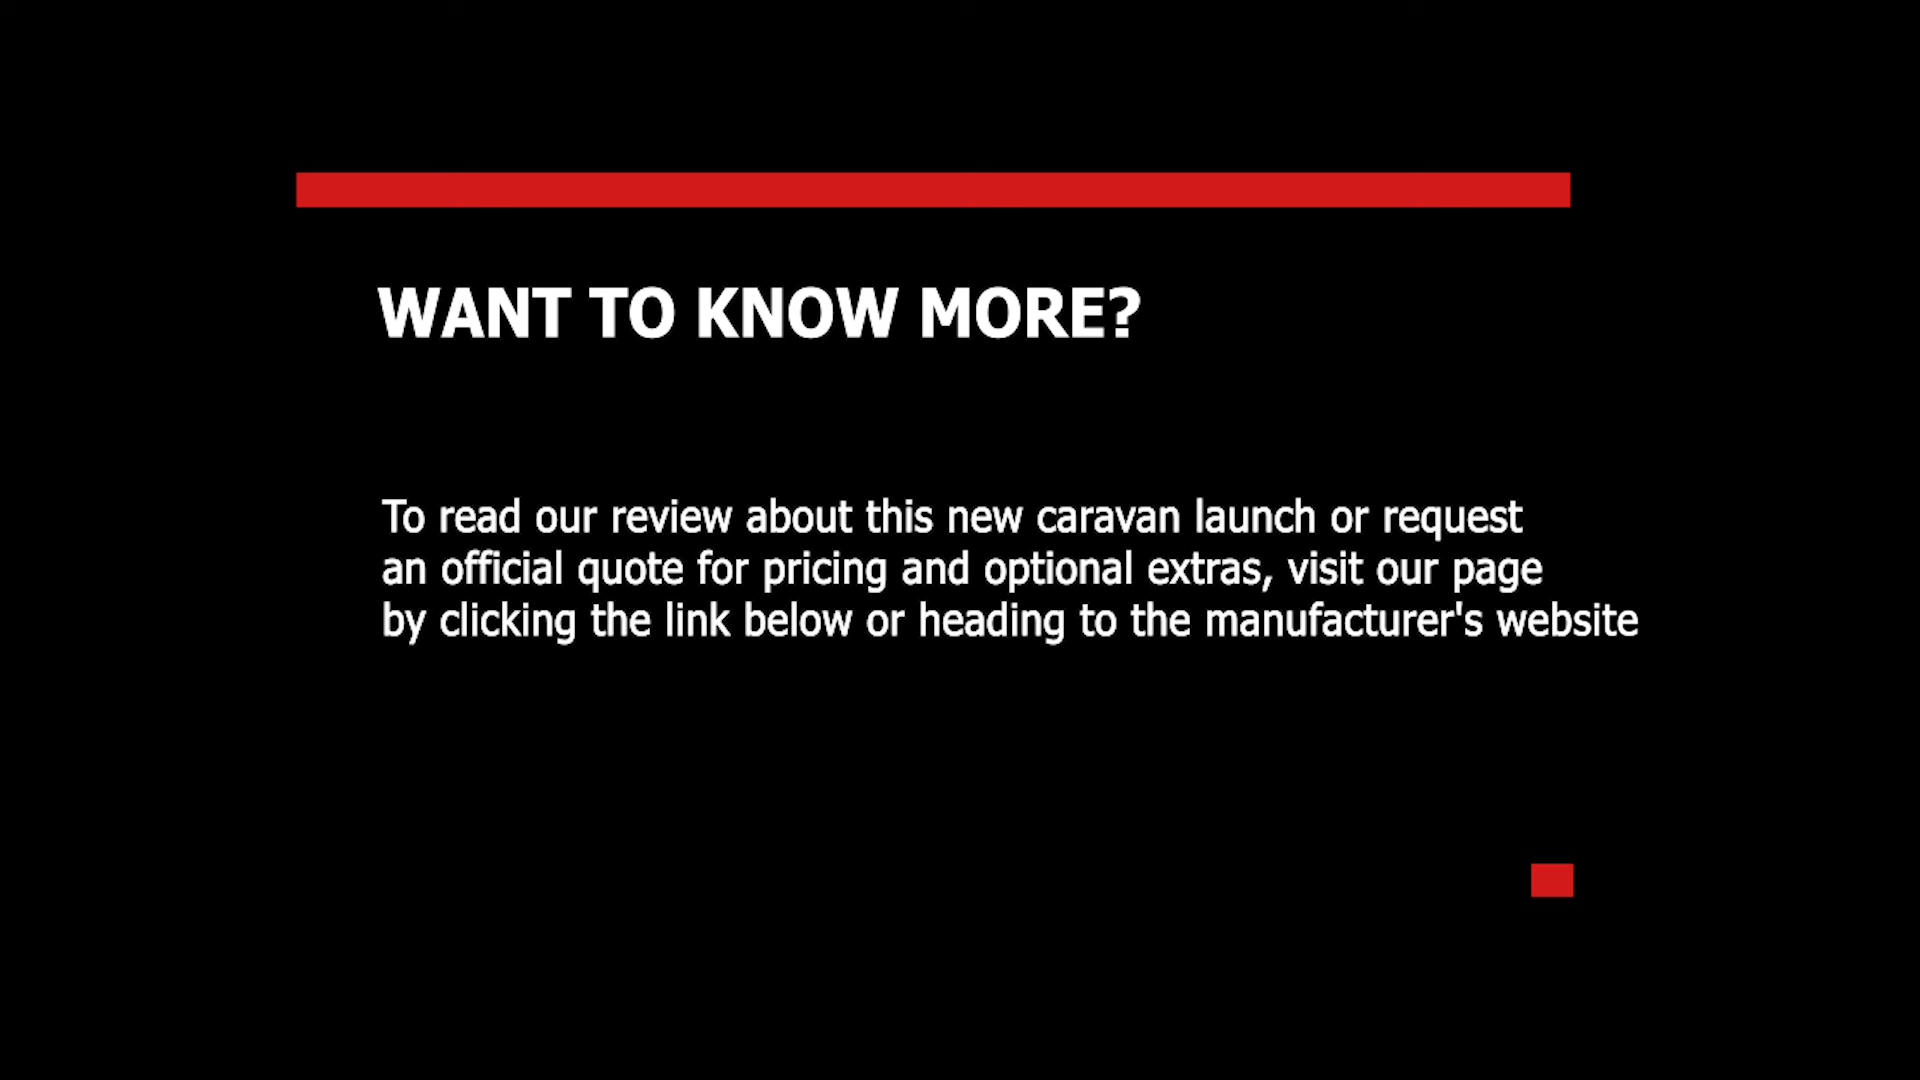 WANT TO KNOW MORE?
To read our review about this new caravan launch or request
an official quote for pricing and optional extras, visit our page
by clicking the link below or heading to the manufacturer's website